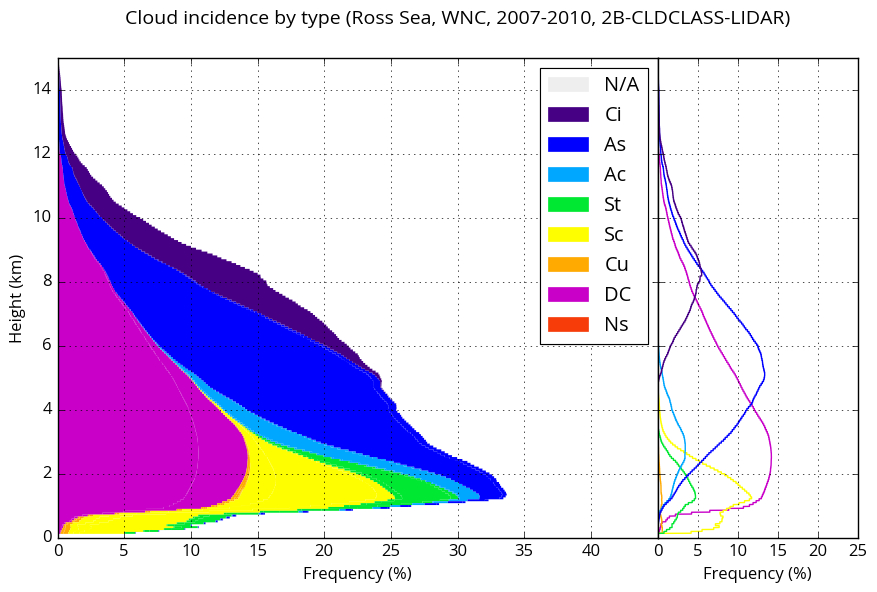 Cloud incidence by type (Ross Sea, WNC, 2007-2010, 2B-CLDCLASS-LIDAR)
Height (km)
14
12
10
8
6
4
2
0
0 5 10 15 20 25 30 35 40
Frequency (%)
N/A
Ci
As
Ac
St
Sc
Cu
DC
Ns
0 5 10 15 20 25
Frequency (%)